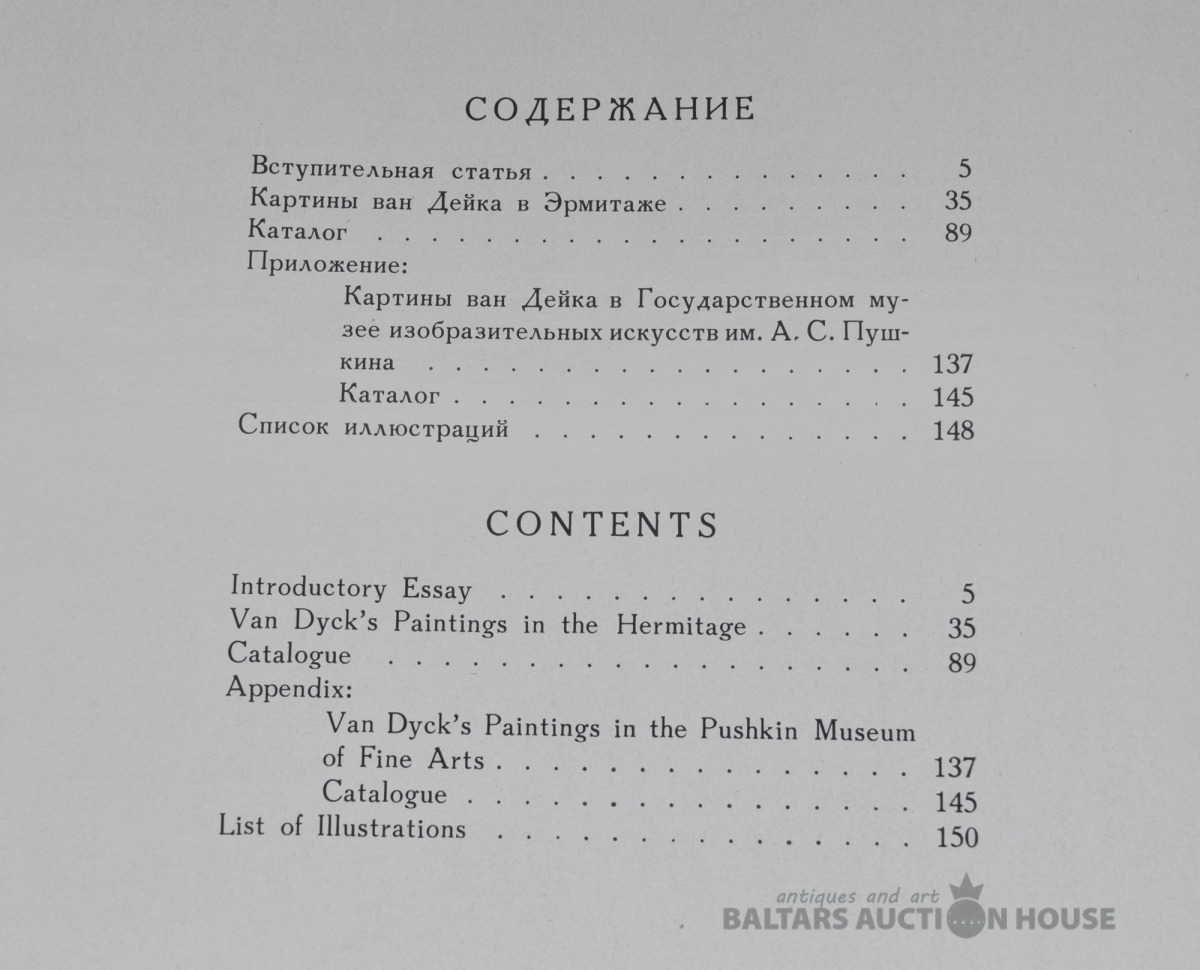 СОДЕРЖАНИЕ
Вступительная статья . . . . . . . . . . . . . . 5
Картины ван Дейка в Эрмитаже . . . . . . . . . 35
Каталог . . . . . . . . . . . . . . . . . . . . 89
Приложение:
Картины ван Дейка в Государственном му-
зее изобразительных искусств им. А. С. Пуш-
кина . . . . . . . . . . . . . . . . . . 137
Каталог . . . . . . . . . . . . . . . . . 145
Список иллюстраций . . . . . . . . . . . . . . 148
CONTENTS
Introductory Essay . . . . . . . . . . . . . . . 5
Van Dyck's Paintings in the Hermitage . . . . . . 35
Catalogue . . . . . . . . . . . . . . . . . . . 89
Appendix:
Van Dyck's Paintings in the Pushkin Museum
of Fine Arts . . . . . . . . . . . . . . . 137
Catalogue . . . . . . . . . . . . . . . . 145
List of Illustrations . . . . . . . . . . . . . . . 150
antiques and art
BALTARS AUCTION HOUSE